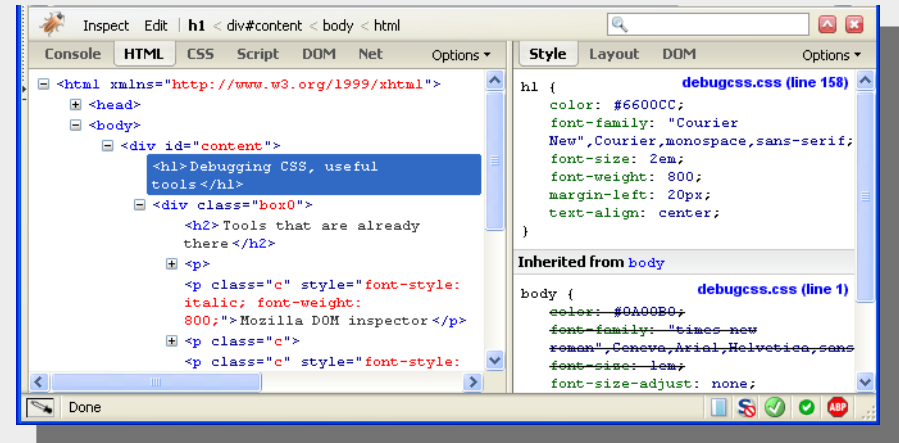 Inspect Edit | h1 < div#content < body < html
Console HTML CSS Script DOM Net Options
<html xmlns="http://www.w3.org/1999/xhtml">
<head>
<body>
<div id="content">
<h1>Debugging CSS, useful
tools</h1>
<div class="box0">
<h2>Tools that are already
there</h2>
<p>
<p class="c" style="font-style:
italic; font-weight:
800;">Mozilla DOM inspector</p>
<p class="c">
<p class="c" style="font-style:
Style Layout DOM Options
h1 { debugcss.css (line 158)
color: #6600CC;
font-family: "Courier
New",Courier,monospace,sans-serif;
font-size: 2em;
font-weight: 800;
margin-left: 20px;
text-align: center;
}
Inherited from body
body { debugcss.css (line 1)
color: #0A00B0;
font-family: "times new
roman",Geneva,Arial,Helvetica,sans
font-size: 1em;
font-size-adjust: none;
Done
ABP